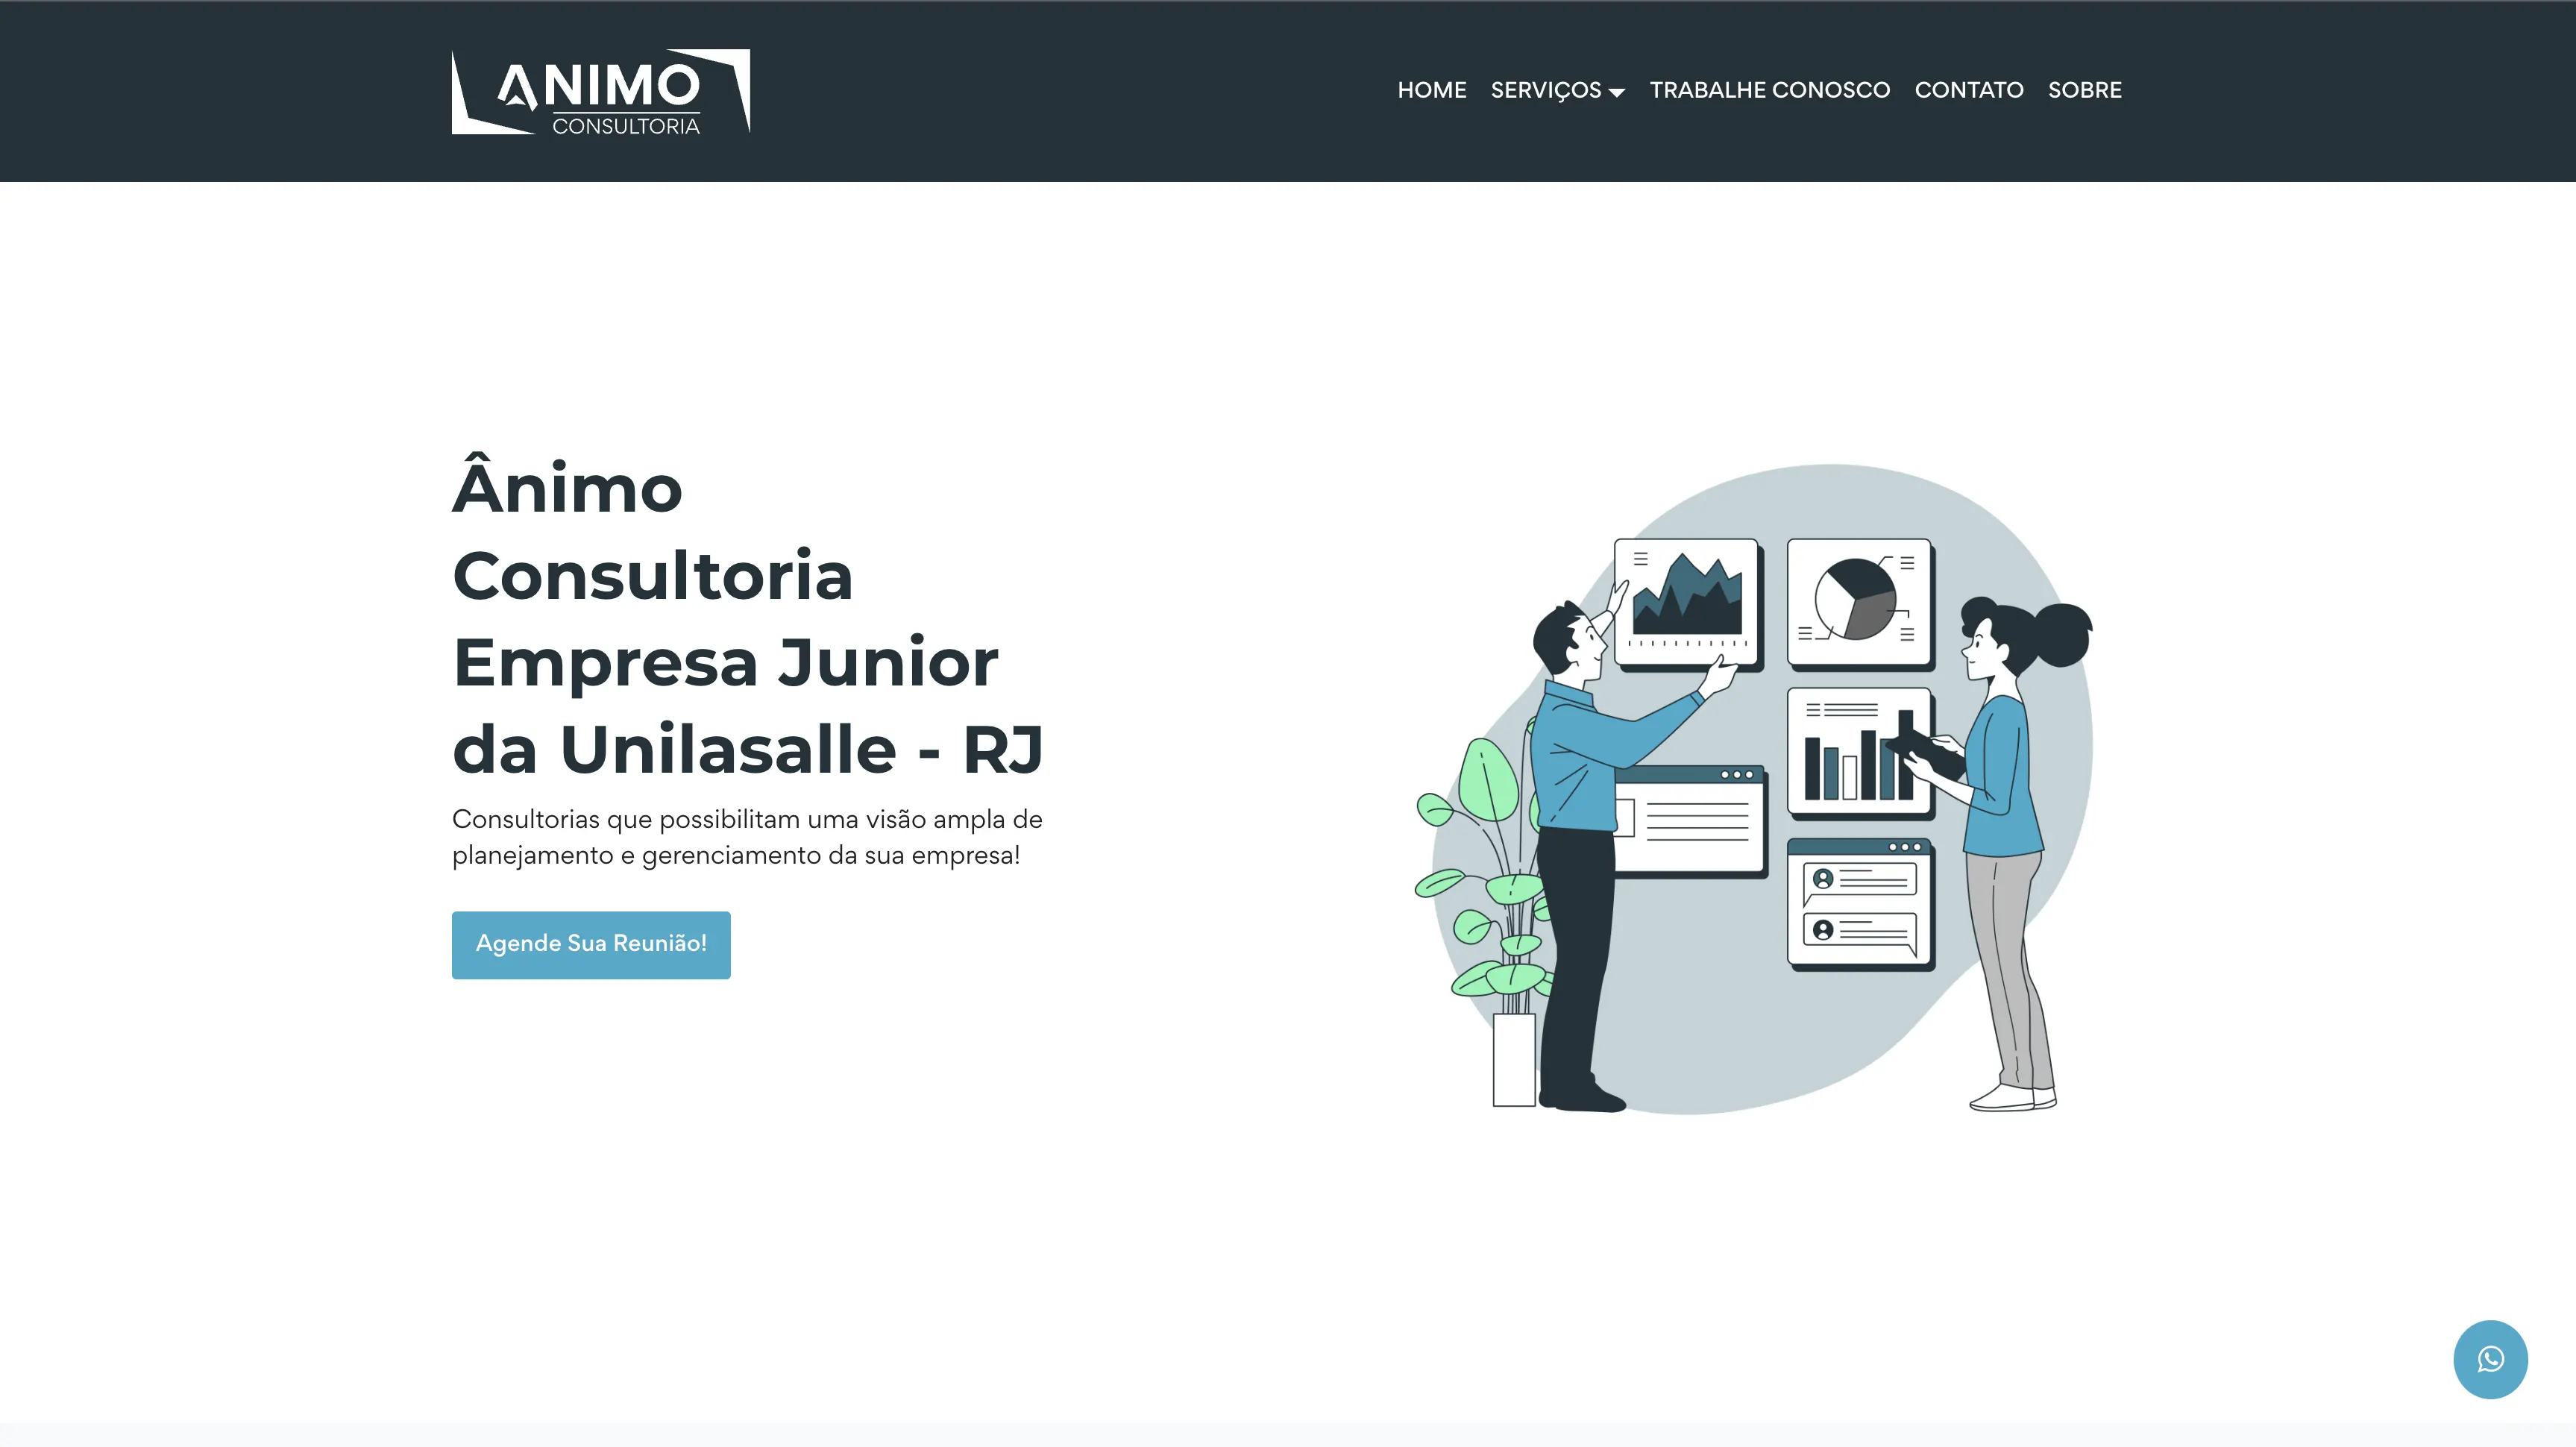 ANIMO
CONSULTORIA
HOME SERVIÇOS TRABALHE CONOSCO CONTATO SOBRE
Ânimo
Consultoria
Empresa Junior
da Unilasalle - RJ
Consultorias que possibilitam uma visão ampla de
planejamento e gerenciamento da sua empresa!
Agende Sua Reunião!